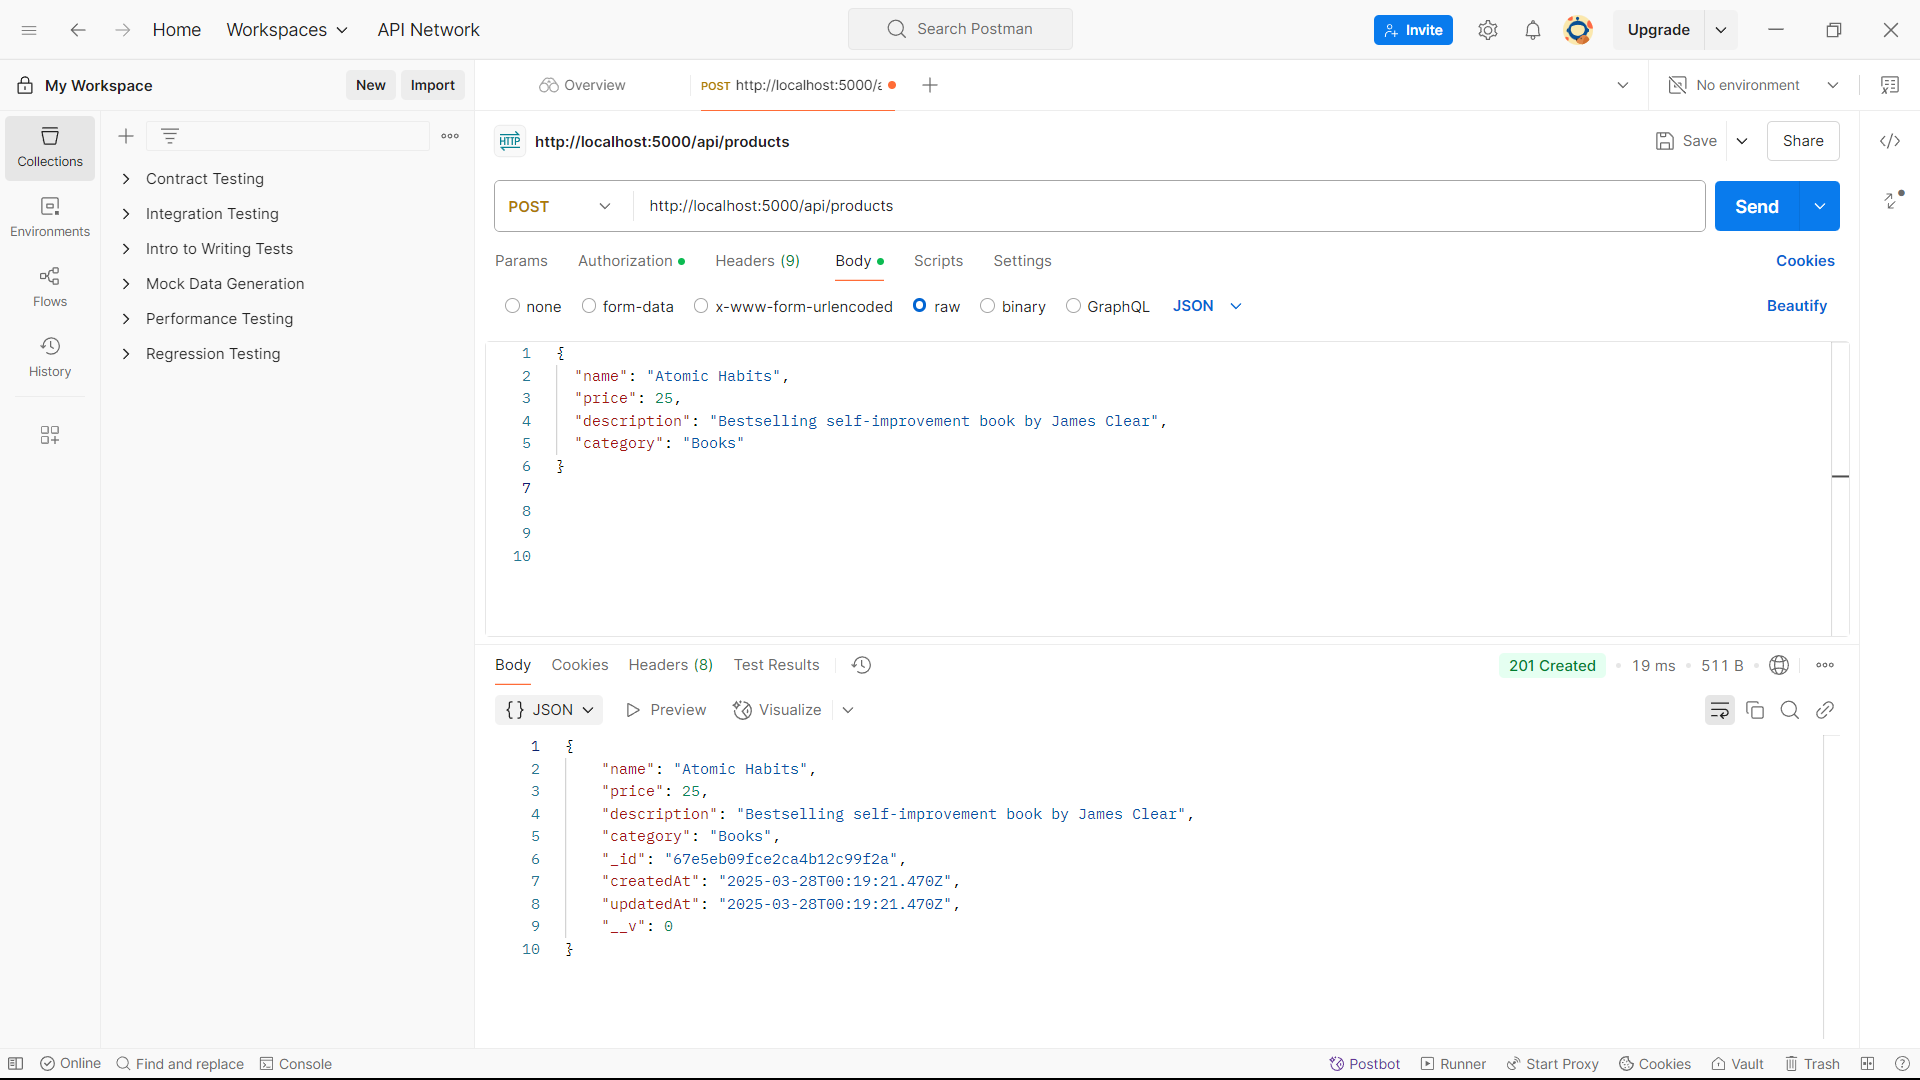 Home Workspaces API Network Search Postman Invite Upgrade
My Workspace New Import Overview POST http://localhost:5000/a No environment
Collections
Environments
Flows
History
Contract Testing
Integration Testing
Intro to Writing Tests
Mock Data Generation
Performance Testing
Regression Testing
HTTP http://localhost:5000/api/products Save Share
POST http://localhost:5000/api/products Send
Params Authorization Headers (9) Body Scripts Settings Cookies
none form-data x-www-form-urlencoded raw binary GraphQL JSON Beautify
1 {
2 "name": "Atomic Habits",
3 "price": 25,
4 "description": "Bestselling self-improvement book by James Clear",
5 "category": "Books"
6 }
7
8
9
10
Body Cookies Headers (8) Test Results 201 Created 19 ms 511 B
{} JSON Preview Visualize
1 {
2 "name": "Atomic Habits",
3 "price": 25,
4 "description": "Bestselling self-improvement book by James Clear",
5 "category": "Books",
6 "_id": "67e5eb09fce2ca4b12c99f2a",
7 "createdAt": "2025-03-28T00:19:21.470Z",
8 "updatedAt": "2025-03-28T00:19:21.470Z",
9 "__v": 0
10 }
Online Find and replace Console Postbot Runner Start Proxy Cookies Vault Trash